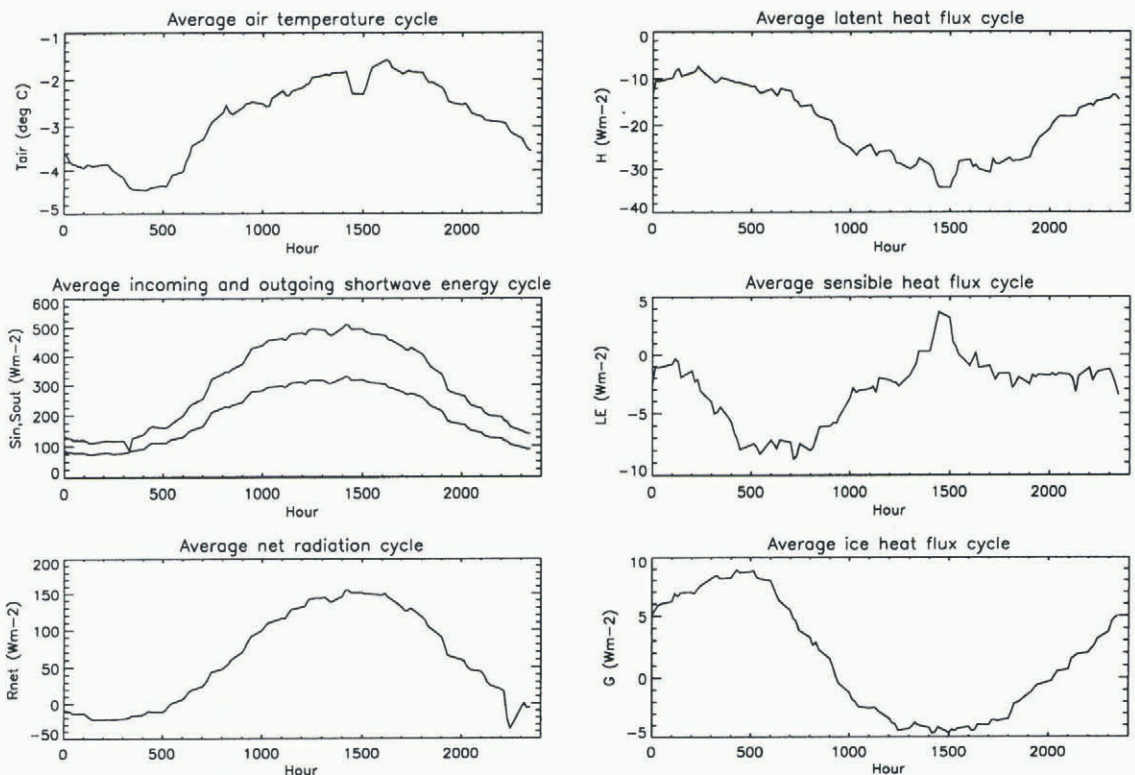 Average air temperature cycle
Tair (deg C)
-1
-2
-3
-4
-5
0 500 1000 1500 2000
Hour
Average latent heat flux cycle
H (Wm-2)
0
-10
-20
-30
-40
0 500 1000 1500 2000
Hour
Average incoming and outgoing shortwave energy cycle
Sin,Sout (Wm-2)
600
500
400
300
200
100
0
0 500 1000 1500 2000
Hour
Average sensible heat flux cycle
LE (Wm-2)
5
0
-5
-10
0 500 1000 1500 2000
Hour
Average net radiation cycle
Rnet (Wm-2)
200
150
100
50
0
-50
0 500 1000 1500 2000
Hour
Average ice heat flux cycle
G (Wm-2)
10
5
0
-5
0 500 1000 1500 2000
Hour